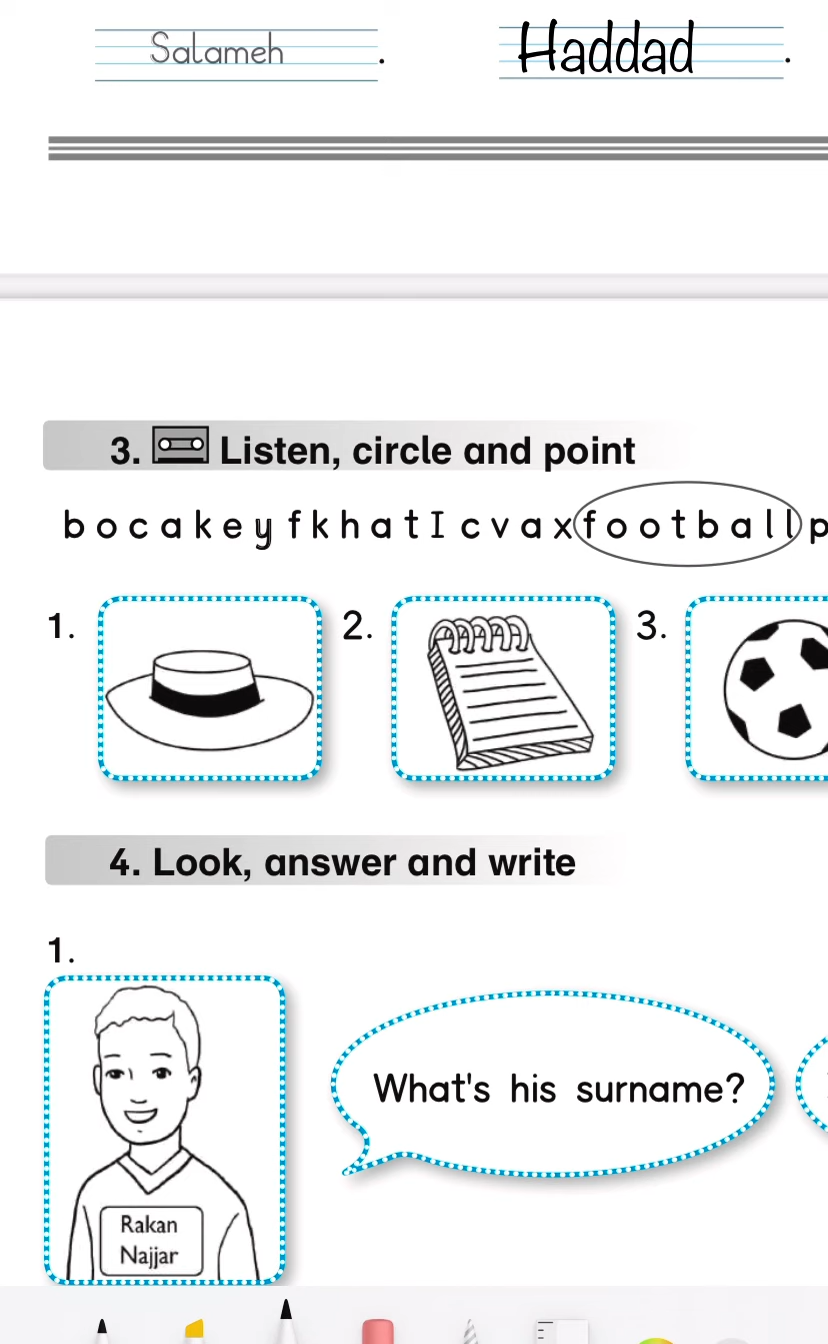 Salameh . Haddad .
3. Listen, circle and point
b o c a k e y f k h a t I c v a x f o o t b a l l p
1. 2. 3.
4. Look, answer and write
1.
What's his surname?
Rakan
Najjar